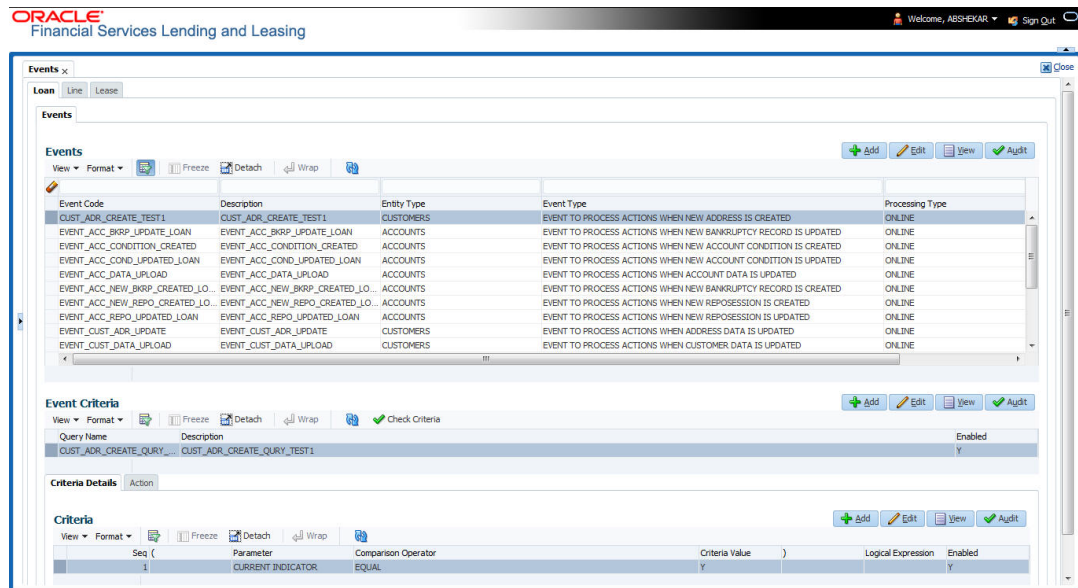 ORACLE®
Financial Services Lending and Leasing
Welcome, ABSHEKAR
Sign Out
Events x
Close
Loan Line Lease
Events
Events
Add Edit View Audit
View Format Freeze Detach Wrap
Event Code Description Entity Type Event Type Processing Type
CUST_ADR_CREATE_TEST1 CUST_ADR_CREATE_TEST1 CUSTOMERS EVENT TO PROCESS ACTIONS WHEN NEW ADDRESS IS CREATED ONLINE
EVENT_ACC_BKRP_UPDATE_LOAN EVENT_ACC_BKRP_UPDATE_LOAN ACCOUNTS EVENT TO PROCESS ACTIONS WHEN NEW BANKRUPTCY RECORD IS UPDATED ONLINE
EVENT_ACC_CONDITION_CREATED EVENT_ACC_CONDITION_CREATED ACCOUNTS EVENT TO PROCESS ACTIONS WHEN NEW ACCOUNT CONDITION IS CREATED ONLINE
EVENT_ACC_COND_UPDATED_LOAN EVENT_ACC_COND_UPDATED_LOAN ACCOUNTS EVENT TO PROCESS ACTIONS WHEN NEW ACCOUNT CONDITION IS UPDATED ONLINE
EVENT_ACC_DATA_UPLOAD EVENT_ACC_DATA_UPLOAD ACCOUNTS EVENT TO PROCESS ACTIONS WHEN ACCOUNT DATA IS UPDATED ONLINE
EVENT_ACC_NEW_BKRP_CREATED_LO... EVENT_ACC_NEW_BKRP_CREATED_LO... ACCOUNTS EVENT TO PROCESS ACTIONS WHEN NEW BANKRUPTCY RECORD IS CREATED ONLINE
EVENT_ACC_NEW_REPO_CREATED_LO... EVENT_ACC_NEW_REPO_CREATED_LO... ACCOUNTS EVENT TO PROCESS ACTIONS WHEN NEW REPOSESSION IS CREATED ONLINE
EVENT_ACC_REPO_UPDATED_LOAN EVENT_ACC_REPO_UPDATED_LOAN ACCOUNTS EVENT TO PROCESS ACTIONS WHEN NEW REPOSESSION IS UPDATED ONLINE
EVENT_CUST_ADR_UPDATE EVENT_CUST_ADR_UPDATE CUSTOMERS EVENT TO PROCESS ACTIONS WHEN ADDRESS DATA IS UPDATED ONLINE
EVENT_CUST_DATA_UPLOAD EVENT_CUST_DATA_UPLOAD CUSTOMERS EVENT TO PROCESS ACTIONS WHEN CUSTOMER DATA IS UPDATED ONLINE
Event Criteria
Add Edit View Audit
View Format Freeze Detach Wrap Check Criteria
Query Name Description Enabled
CUST_ADR_CREATE_QURY_... CUST_ADR_CREATE_QURY_TEST1 Y
Criteria Details Action
Criteria
Add Edit View Audit
View Format Freeze Detach Wrap
Seq ( Parameter Comparison Operator Criteria Value ) Logical Expression Enabled
1 CURRENT INDICATOR EQUAL Y Y